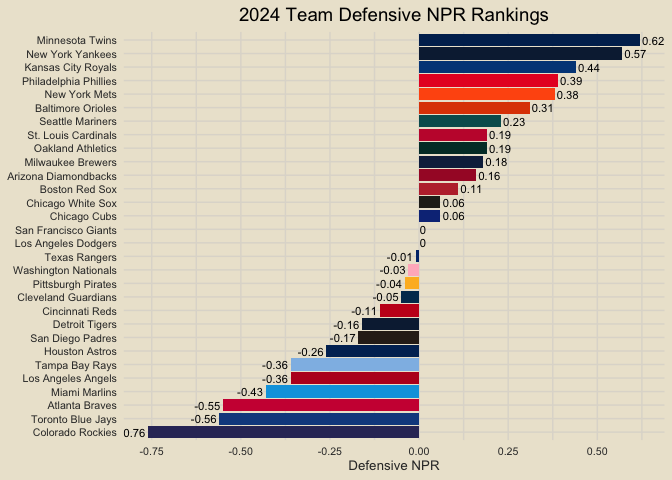 2024 Team Defensive NPR Rankings
Minnesota Twins 0.62
New York Yankees 0.57
Kansas City Royals 0.44
Philadelphia Phillies 0.39
New York Mets 0.38
Baltimore Orioles 0.31
Seattle Mariners 0.23
St. Louis Cardinals 0.19
Oakland Athletics 0.19
Milwaukee Brewers 0.18
Arizona Diamondbacks 0.16
Boston Red Sox 0.11
Chicago White Sox 0.06
Chicago Cubs 0.06
San Francisco Giants 0
Los Angeles Dodgers 0
Texas Rangers -0.01
Washington Nationals -0.03
Pittsburgh Pirates -0.04
Cleveland Guardians -0.05
Cincinnati Reds -0.11
Detroit Tigers -0.16
San Diego Padres -0.17
Houston Astros -0.26
Tampa Bay Rays -0.36
Los Angeles Angels -0.36
Miami Marlins -0.43
Atlanta Braves -0.55
Toronto Blue Jays -0.56
Colorado Rockies 0.76
-0.75 -0.50 -0.25 0.00 0.25 0.50
Defensive NPR